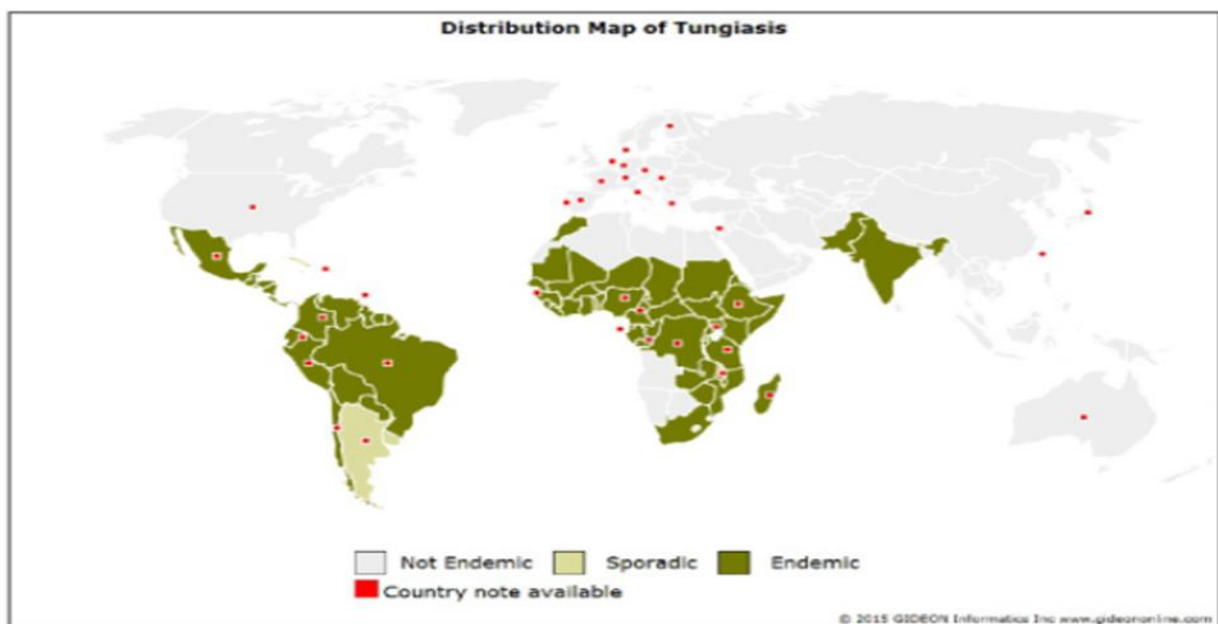 Distribution Map of Tungiasis
Not Endemic Sporadic Endemic
Country note available
© 2015 GIDEON Informatics Inc www.gideononline.com